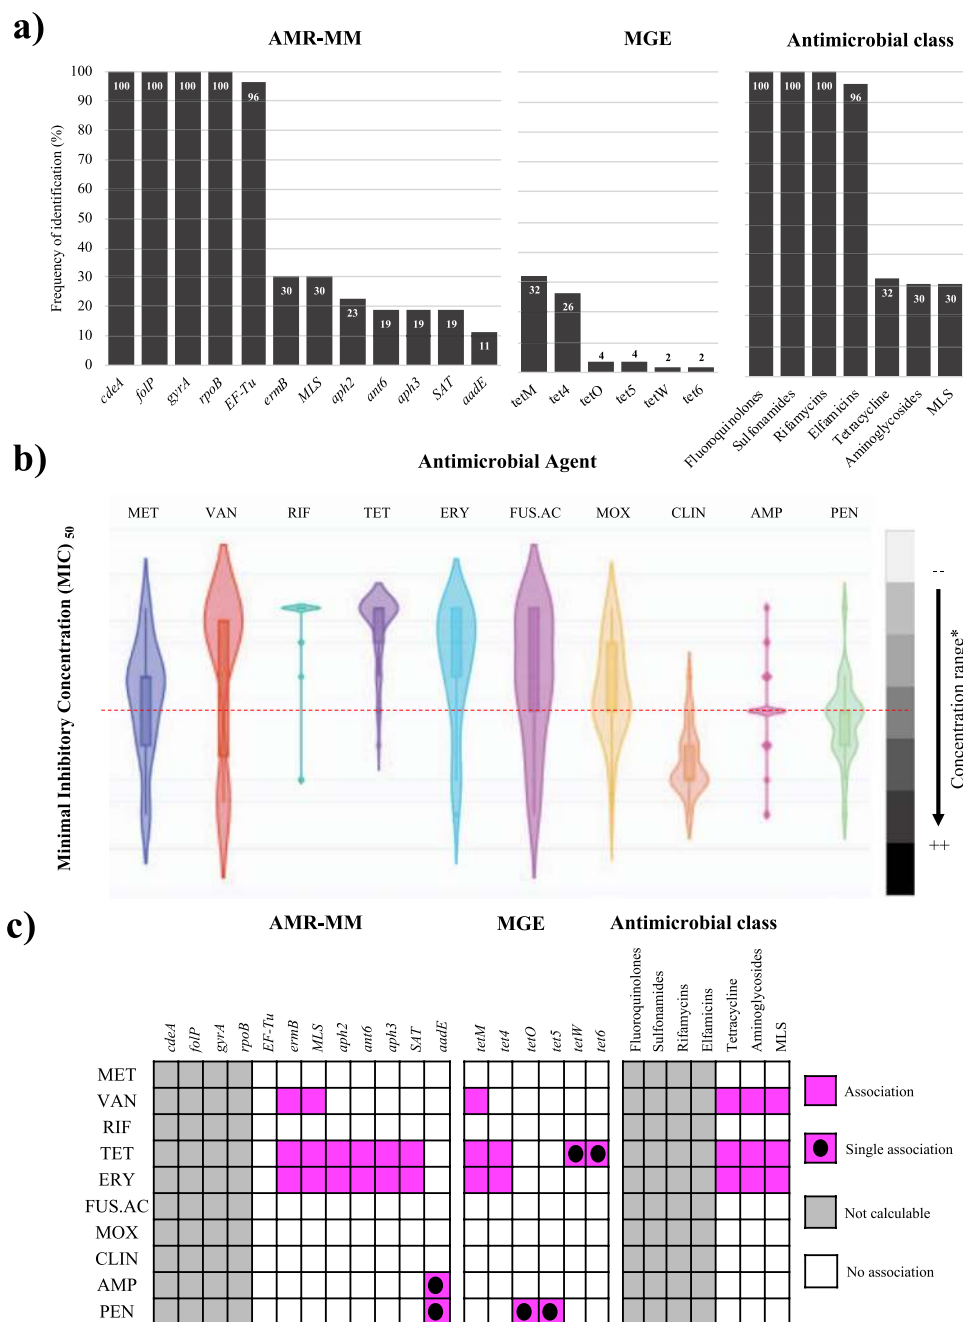 a)
AMR-MM
MGE
Antimicrobial class
Frequency of identification (%)
100
90
80
70
60
50
40
30
20
10
0
100 100 100 100 96 30 30 23 19 19 19 11
cdeA folP gyrA rpoB EF-Tu ermB MLS aph2 ant6 aph3 SAT aadE
32 26 4 4 2 2
tetM tet4 tetO tet5 tetW tet6
100 100 100 96 32 30 30
Fluoroquinolones Sulfonamides Rifamycins Elfamicins Tetracycline Aminoglycosides MLS
b)
Antimicrobial Agent
MET VAN RIF TET ERY FUS.AC MOX CLIN AMP PEN
Minimal Inhibitory Concentration (MIC) 50
--
Concentration range*
++
c)
AMR-MM
MGE
Antimicrobial class
cdeA folP gyrA rpoB EF-Tu ermB MLS aph2 ant6 aph3 SAT aadE
tetM tet4 tetO tet5 tetW tet6
Fluoroquinolones Sulfonamides Rifamycins Elfamicins Tetracycline Aminoglycosides MLS
MET
VAN
RIF
TET
ERY
FUS.AC
MOX
CLIN
AMP
PEN
Association
Single association
Not calculable
No association